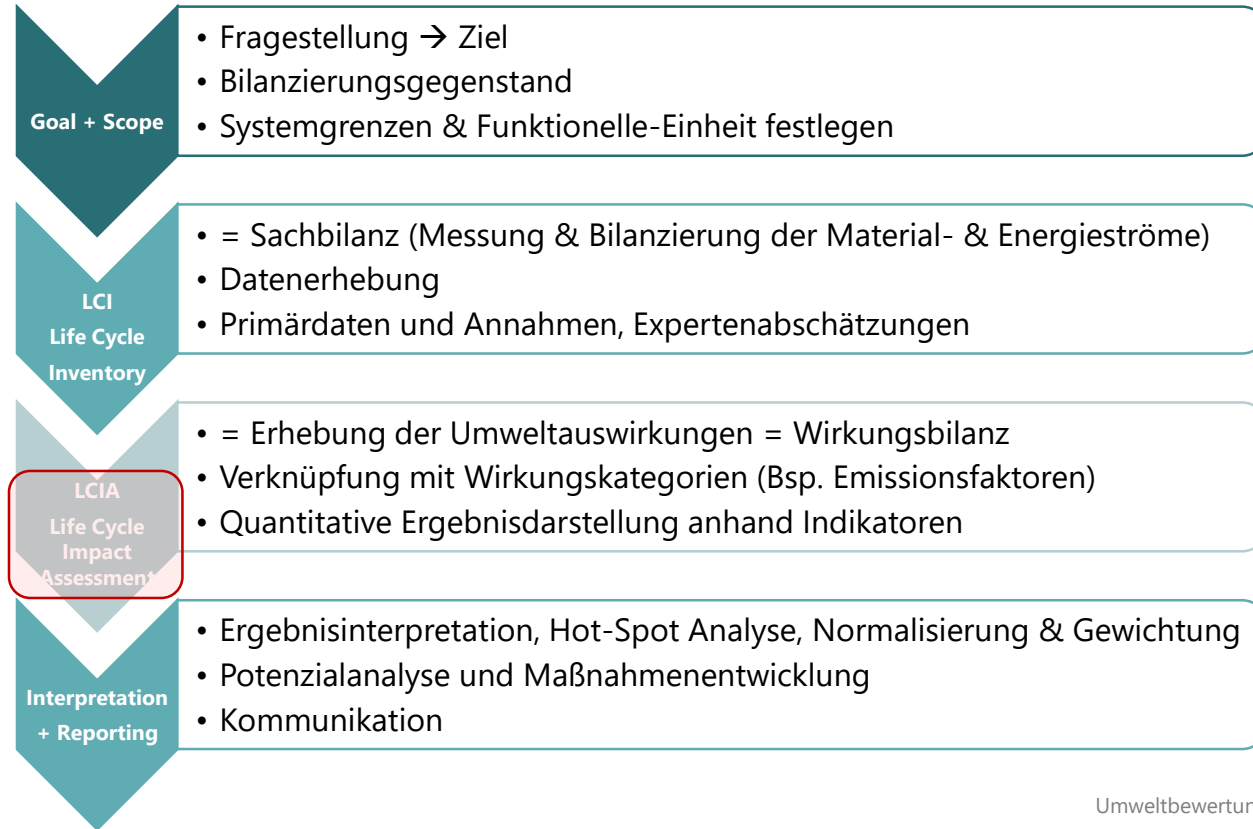 Goal + Scope
• Fragestellung → Ziel
• Bilanzierungsgegenstand
• Systemgrenzen & Funktionelle-Einheit festlegen
LCI
Life Cycle
Inventory
• = Sachbilanz (Messung & Bilanzierung der Material- & Energieströme)
• Datenerhebung
• Primärdaten und Annahmen, Expertenabschätzungen
LCIA
Life Cycle
Impact
Assessment
• = Erhebung der Umweltauswirkungen = Wirkungsbilanz
• Verknüpfung mit Wirkungskategorien (Bsp. Emissionsfaktoren)
• Quantitative Ergebnisdarstellung anhand Indikatoren
Interpretation
+ Reporting
• Ergebnisinterpretation, Hot-Spot Analyse, Normalisierung & Gewichtung
• Potenzialanalyse und Maßnahmenentwicklung
• Kommunikation